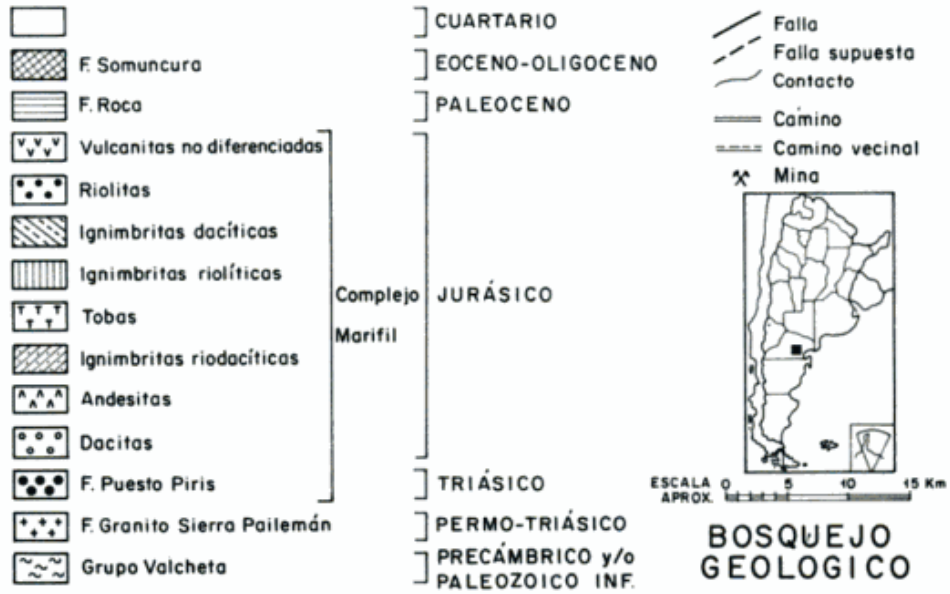 CUARTARIO
F. Somuncura EOCENO-OLIGOCENO
F. Roca PALEOCENO
Vulcanitas no diferenciadas
Riolitas
Ignimbritas dacíticas
Ignimbritas riolíticas
Tobas
Ignimbritas riodacíticas
Andesitas
Dacitas
Complejo
Marifil
JURÁSICO
F. Puesto Piris TRIÁSICO
F. Granito Sierra Pailemán PERMO-TRIÁSICO
Grupo Valcheta PRECÁMBRICO y/o
PALEOZOICO INF.
Falla
Falla supuesta
Contacto
Camino
Camino vecinal
Mina
ESCALA
APROX.
0 5 10 15 Km
BOSQUEJO
GEOLOGICO